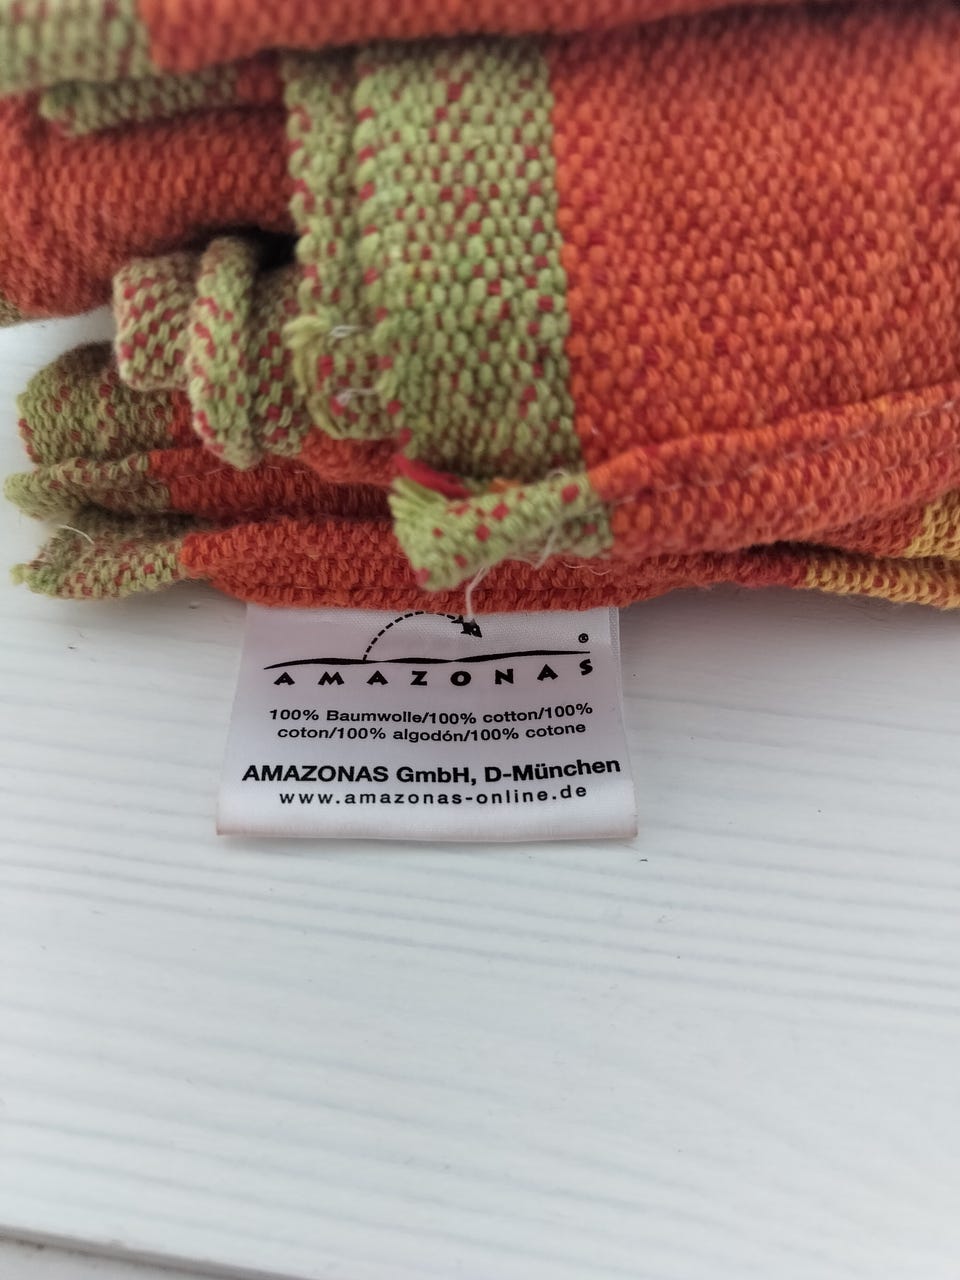 ®
AMAZONAS
100% Baumwolle/100% cotton/100%
coton/100% algodón/100% cotone
AMAZONAS GmbH, D-München
www.amazonas-online.de